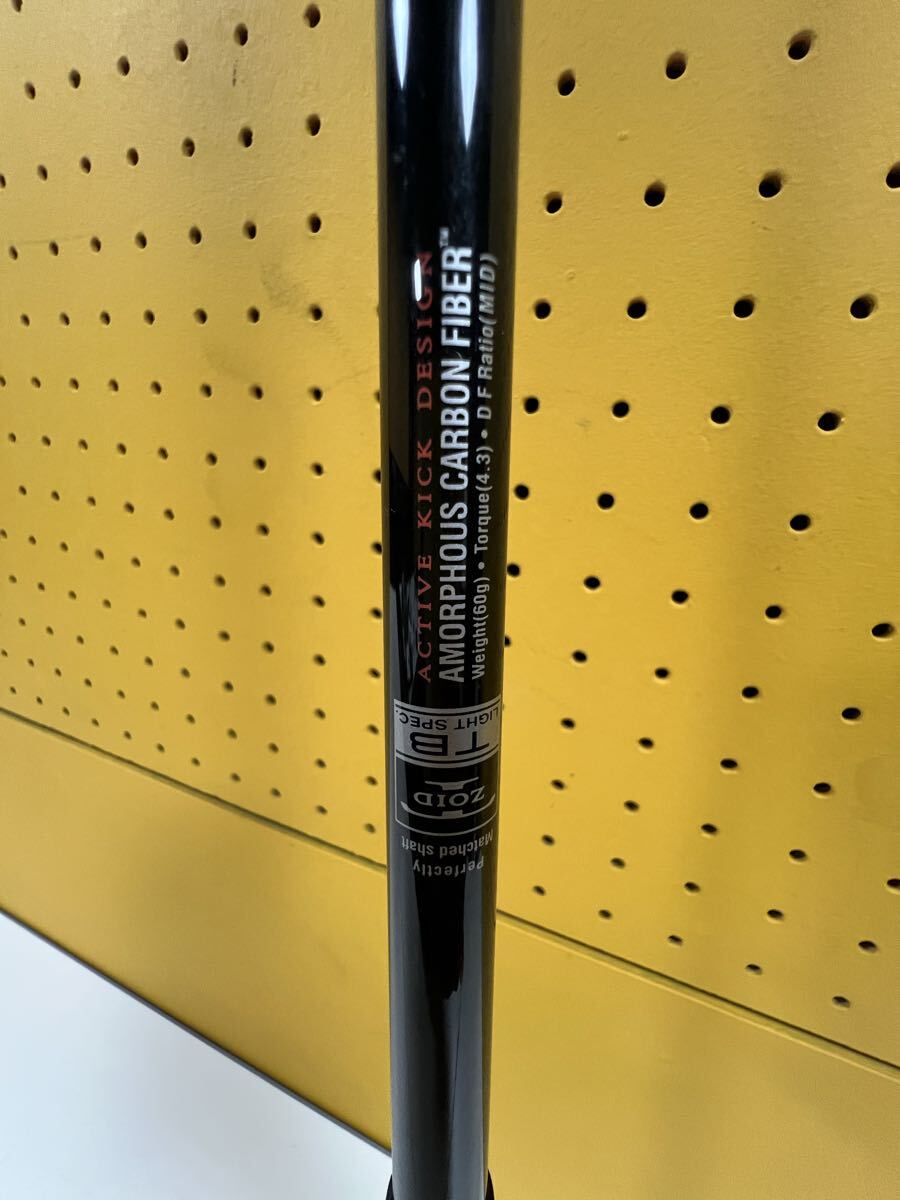 ACTIVE KICK DESIGN
AMORPHOUS CARBON FIBER™
Weight(60g) • Torque(4.3) • D F Ratio(MID)
Perfectly
Matched shaft
ZOID
TB
LIGHT SPEC.